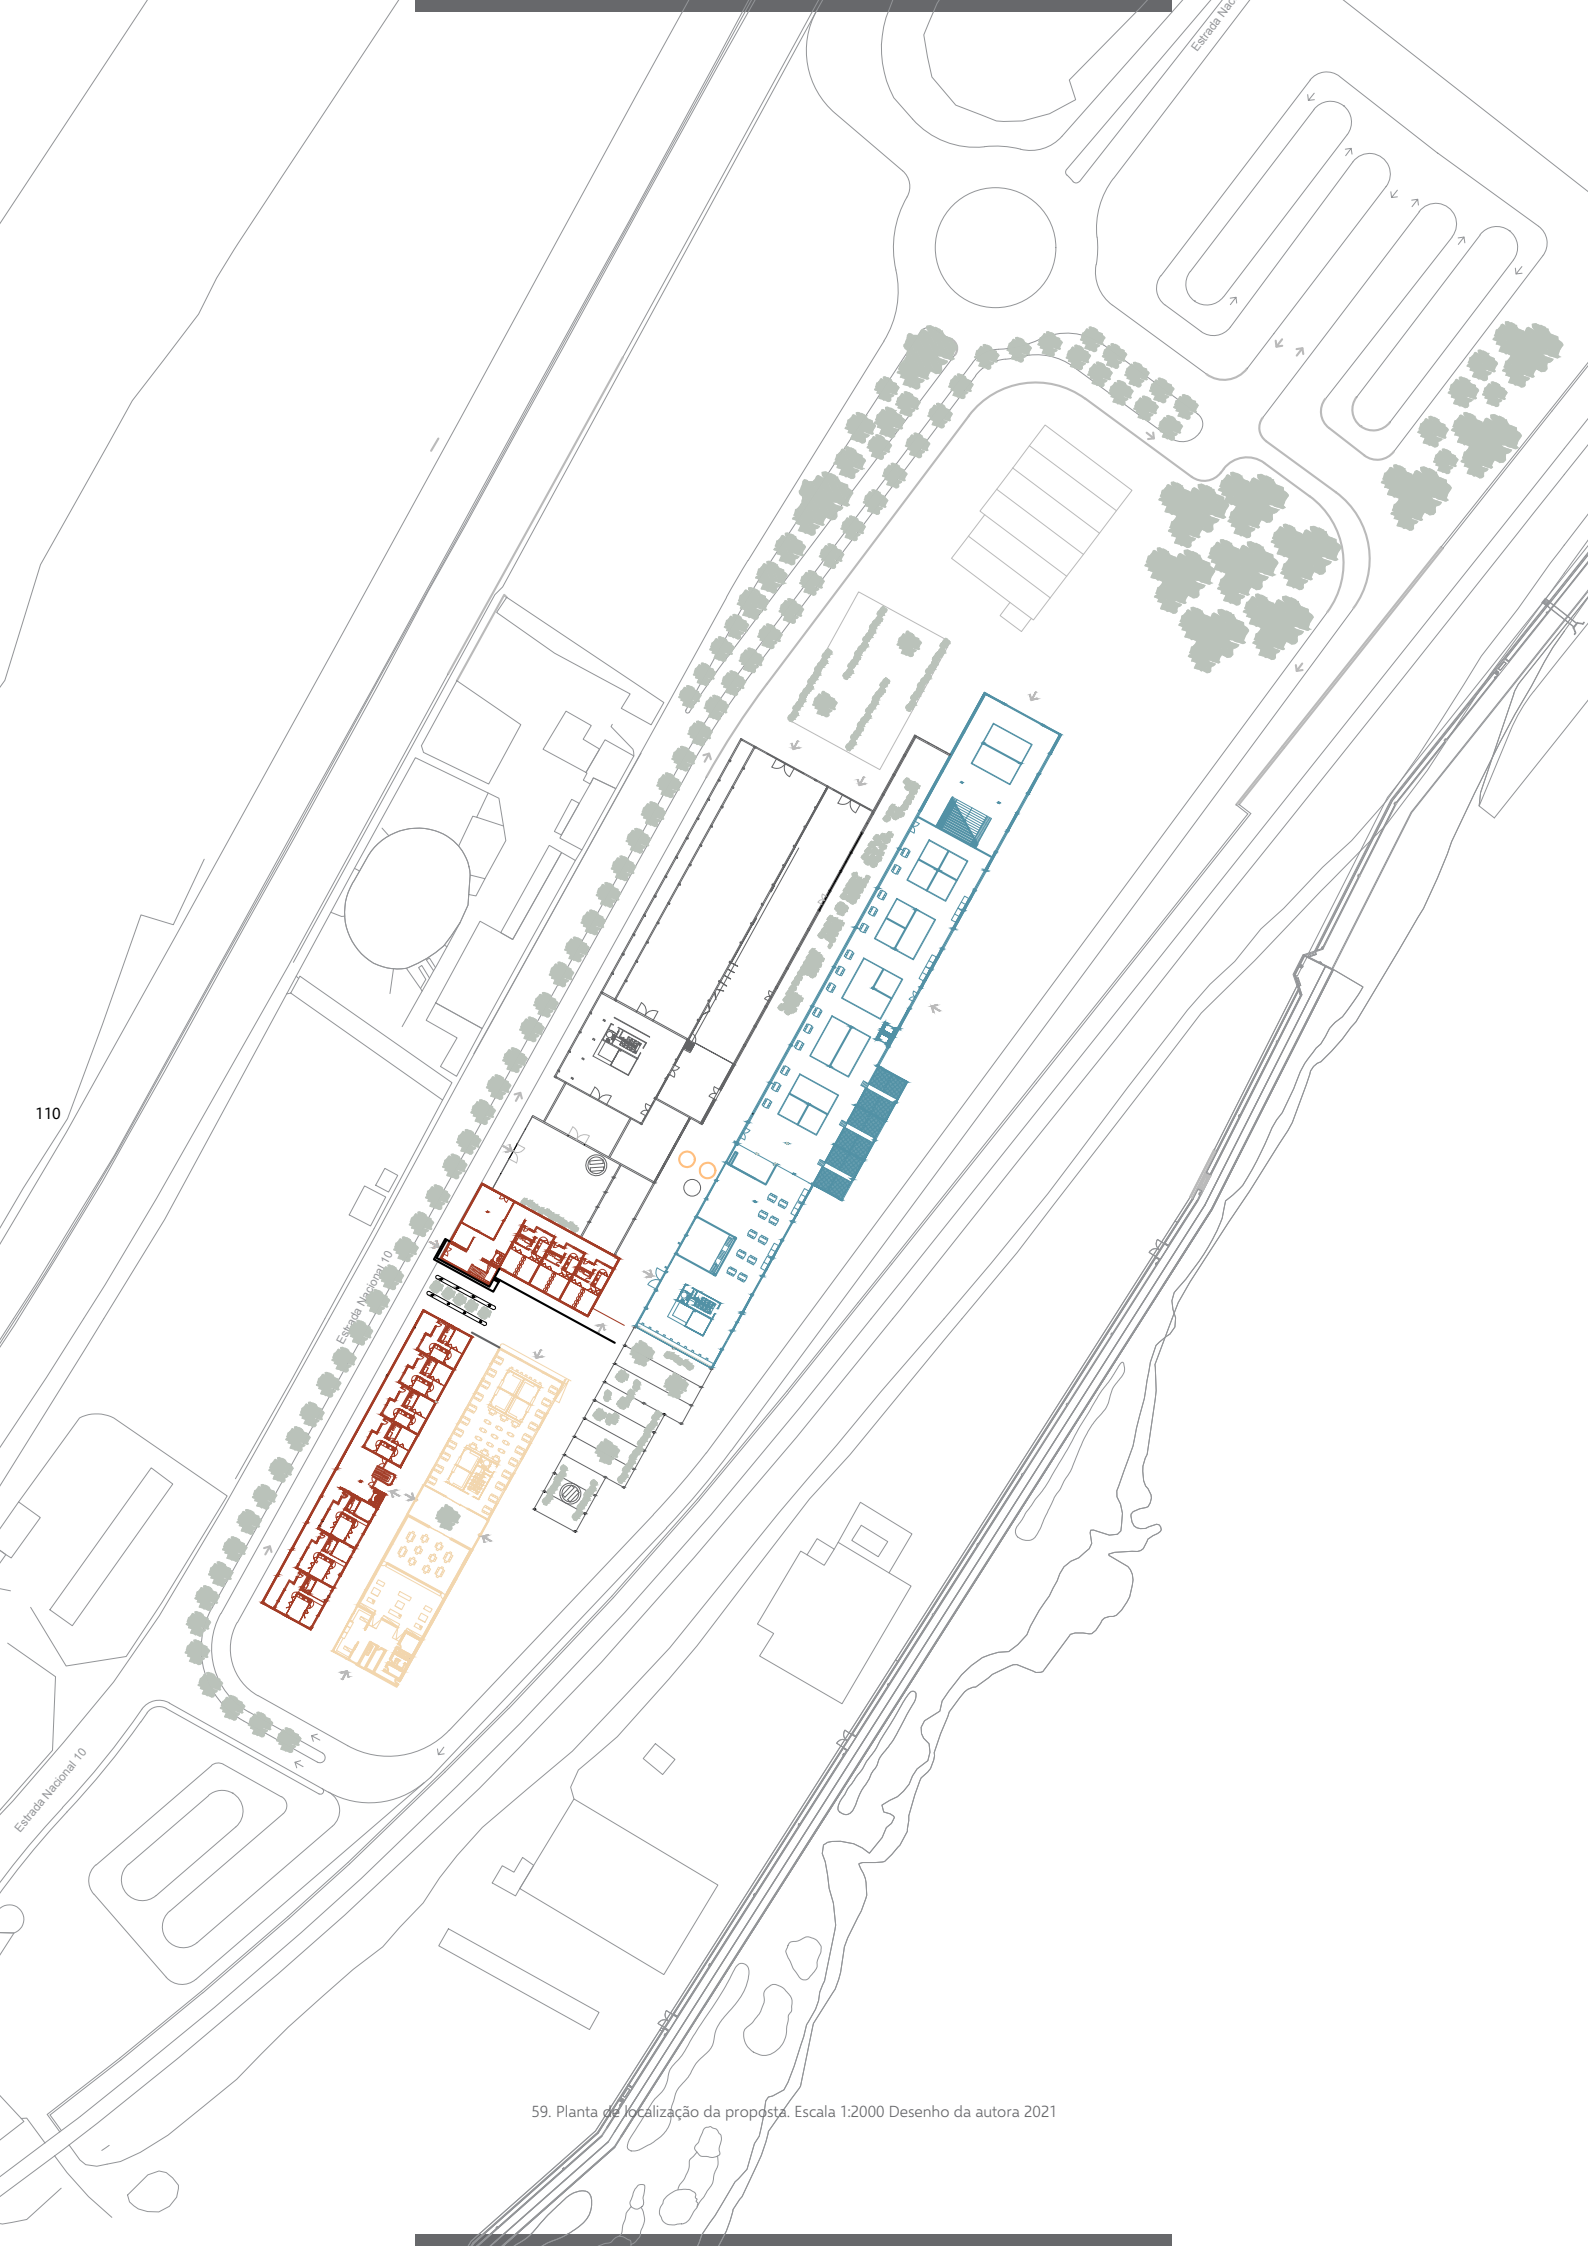 Estrada Nac
110
Estrada Nacional 10
Estrada Nacional 10
59. Planta de localização da proposta. Escala 1:2000 Desenho da autora 2021